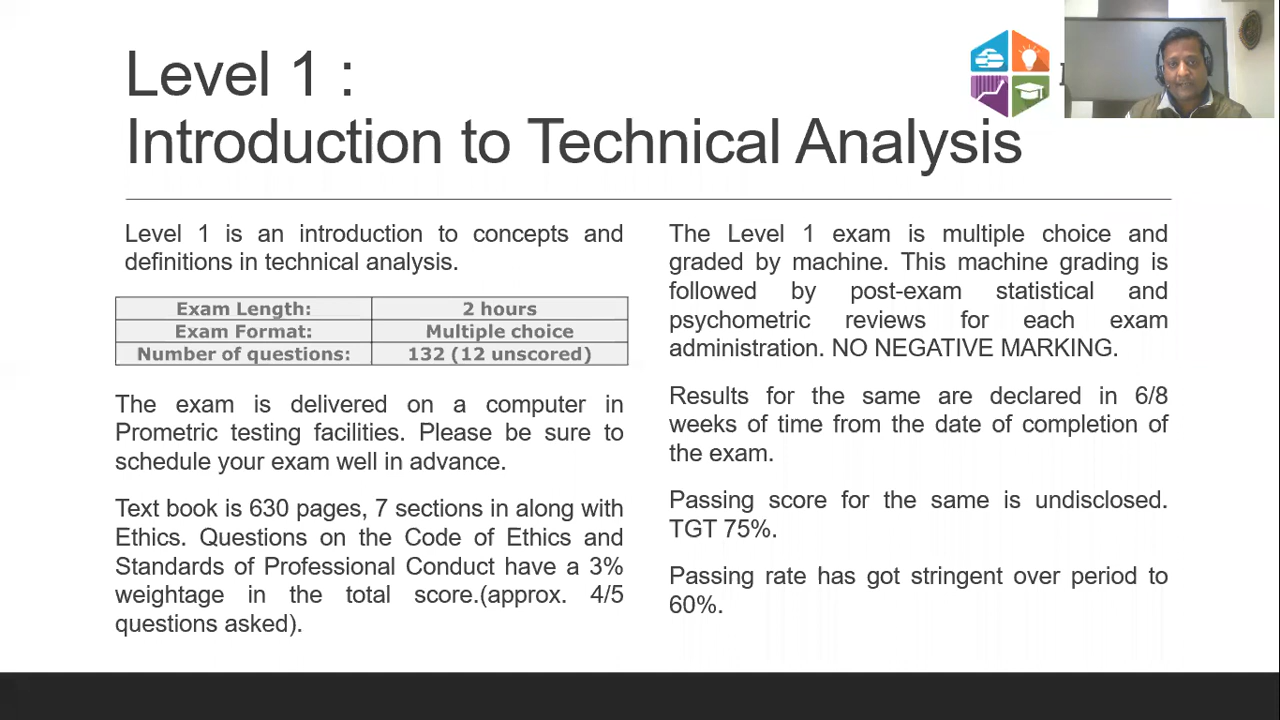 Level 1 :
Introduction to Technical Analysis
Level 1 is an introduction to concepts and
definitions in technical analysis.
Exam Length: 2 hours
Exam Format: Multiple choice
Number of questions: 132 (12 unscored)
The exam is delivered on a computer in
Prometric testing facilities. Please be sure to
schedule your exam well in advance.
Text book is 630 pages, 7 sections in along with
Ethics. Questions on the Code of Ethics and
Standards of Professional Conduct have a 3%
weightage in the total score.(approx. 4/5
questions asked).
The Level 1 exam is multiple choice and
graded by machine. This machine grading is
followed by post-exam statistical and
psychometric reviews for each exam
administration. NO NEGATIVE MARKING.
Results for the same are declared in 6/8
weeks of time from the date of completion of
the exam.
Passing score for the same is undisclosed.
TGT 75%.
Passing rate has got stringent over period to
60%.